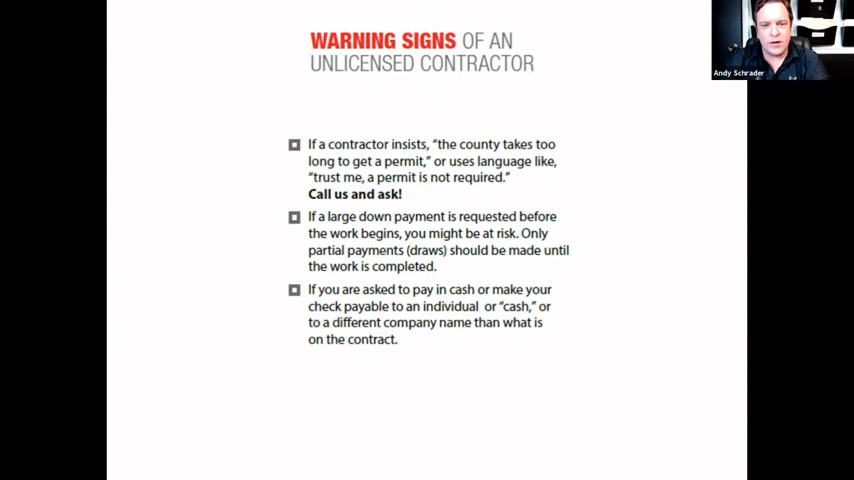 WARNING SIGNS OF AN
UNLICENSED CONTRACTOR
If a contractor insists, “the county takes too
long to get a permit,” or uses language like,
“trust me, a permit is not required.”
Call us and ask!
If a large down payment is requested before
the work begins, you might be at risk. Only
partial payments (draws) should be made until
the work is completed.
If you are asked to pay in cash or make your
check payable to an individual or “cash,” or
to a different company name than what is
on the contract.
Andy Schrader